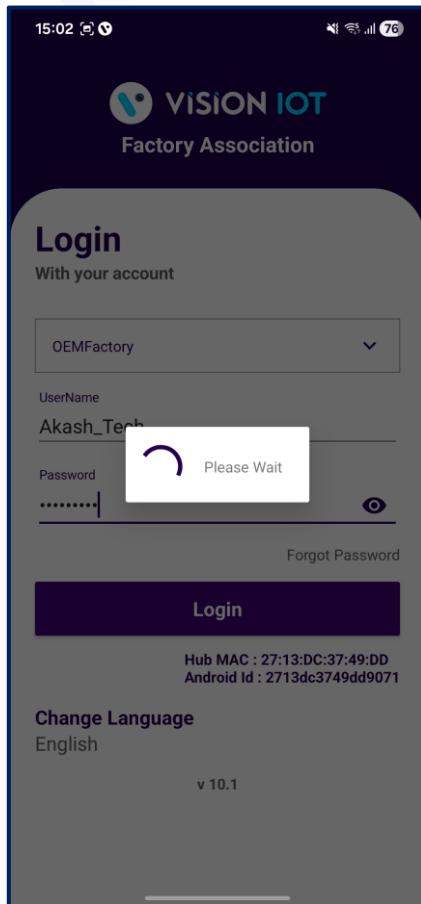 15:02
76
VISION IOT
Factory Association
Login
With your account
OEMFactory
UserName
Akash_Tech
Please Wait
Password
•••••••••
Forgot Password
Login
Hub MAC : 27:13:DC:37:49:DD
Android Id : 2713dc3749dd9071
Change Language
English
v 10.1